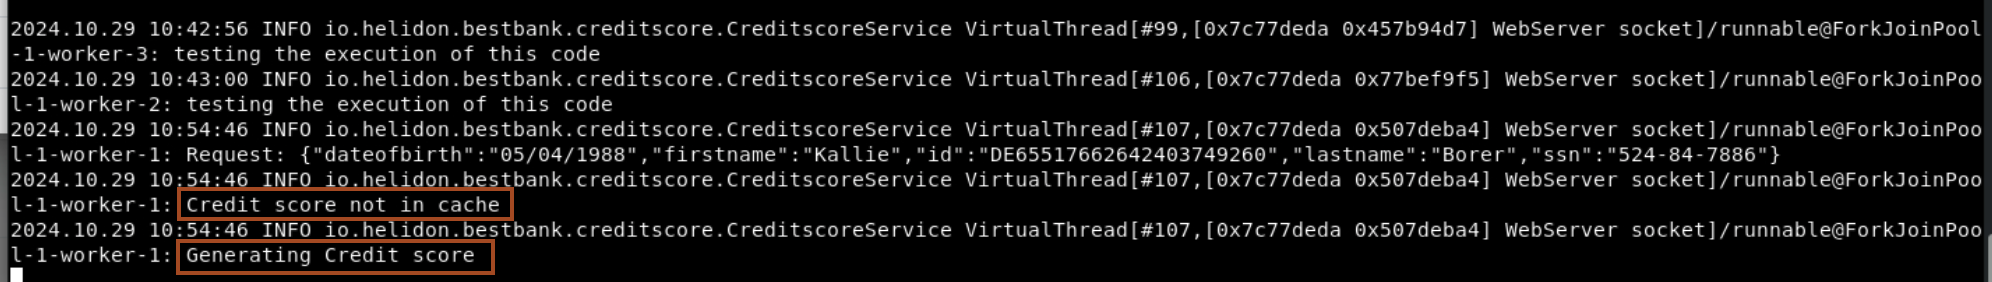 2024.10.29 10:42:56 INFO io.helidon.bestbank.creditscore.CreditscoreService VirtualThread[#99,[0x7c77deda 0x457b94d7] WebServer socket]/runnable@ForkJoinPool
-1-worker-3: testing the execution of this code
2024.10.29 10:43:00 INFO io.helidon.bestbank.creditscore.CreditscoreService VirtualThread[#106,[0x7c77deda 0x77bef9f5] WebServer socket]/runnable@ForkJoinPoo
l-1-worker-2: testing the execution of this code
2024.10.29 10:54:46 INFO io.helidon.bestbank.creditscore.CreditscoreService VirtualThread[#107,[0x7c77deda 0x507deba4] WebServer socket]/runnable@ForkJoinPoo
l-1-worker-1: Request: {"dateofbirth":"05/04/1988","firstname":"Kallie","id":"DE65517662642403749260","lastname":"Borer","ssn":"524-84-7886"}
2024.10.29 10:54:46 INFO io.helidon.bestbank.creditscore.CreditscoreService VirtualThread[#107,[0x7c77deda 0x507deba4] WebServer socket]/runnable@ForkJoinPoo
l-1-worker-1: Credit score not in cache
2024.10.29 10:54:46 INFO io.helidon.bestbank.creditscore.CreditscoreService VirtualThread[#107,[0x7c77deda 0x507deba4] WebServer socket]/runnable@ForkJoinPoo
l-1-worker-1: Generating Credit score